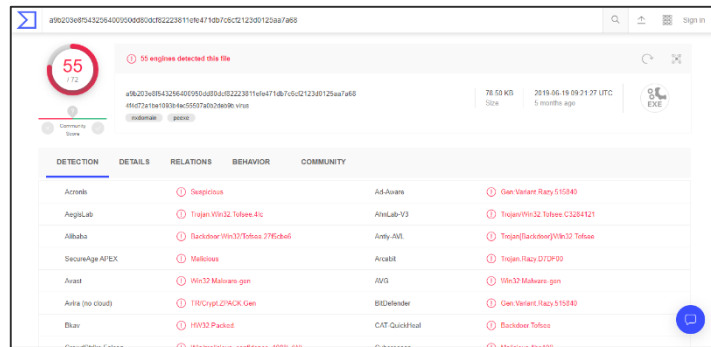 a9b203e8f543256400950dd80dcf82223811efe471db7c6cf2123d0125aa7a68
Sign in
55
/ 72
55 engines detected this file
a9b203e8f543256400950dd80dcf82223811efe471db7c6cf2123d0125aa7a68
4f4d72a1be1093b4ec55507a0b2deb9b.virus
nxdomain peexe
78.50 KB
Size
2019-06-19 09:21:27 UTC
5 months ago
EXE
Community
Score
DETECTION DETAILS RELATIONS BEHAVIOR COMMUNITY
Acronis Suspicious Ad-Aware Gen:Variant.Razy.515840
AegisLab Trojan.Win32.Tofsee.4!c AhnLab-V3 Trojan/Win32.Tofsee.C3284121
Alibaba Backdoor:Win32/Tofsee.27f5cbe6 Antiy-AVL Trojan[Backdoor]/Win32.Tofsee
SecureAge APEX Malicious Arcabit Trojan.Razy.D7DF00
Avast Win32:Malware-gen AVG Win32:Malware-gen
Avira (no cloud) TR/Crypt.ZPACK.Gen BitDefender Gen:Variant.Razy.515840
Bkav HW32.Packed. CAT-QuickHeal Backdoor.Tofsee